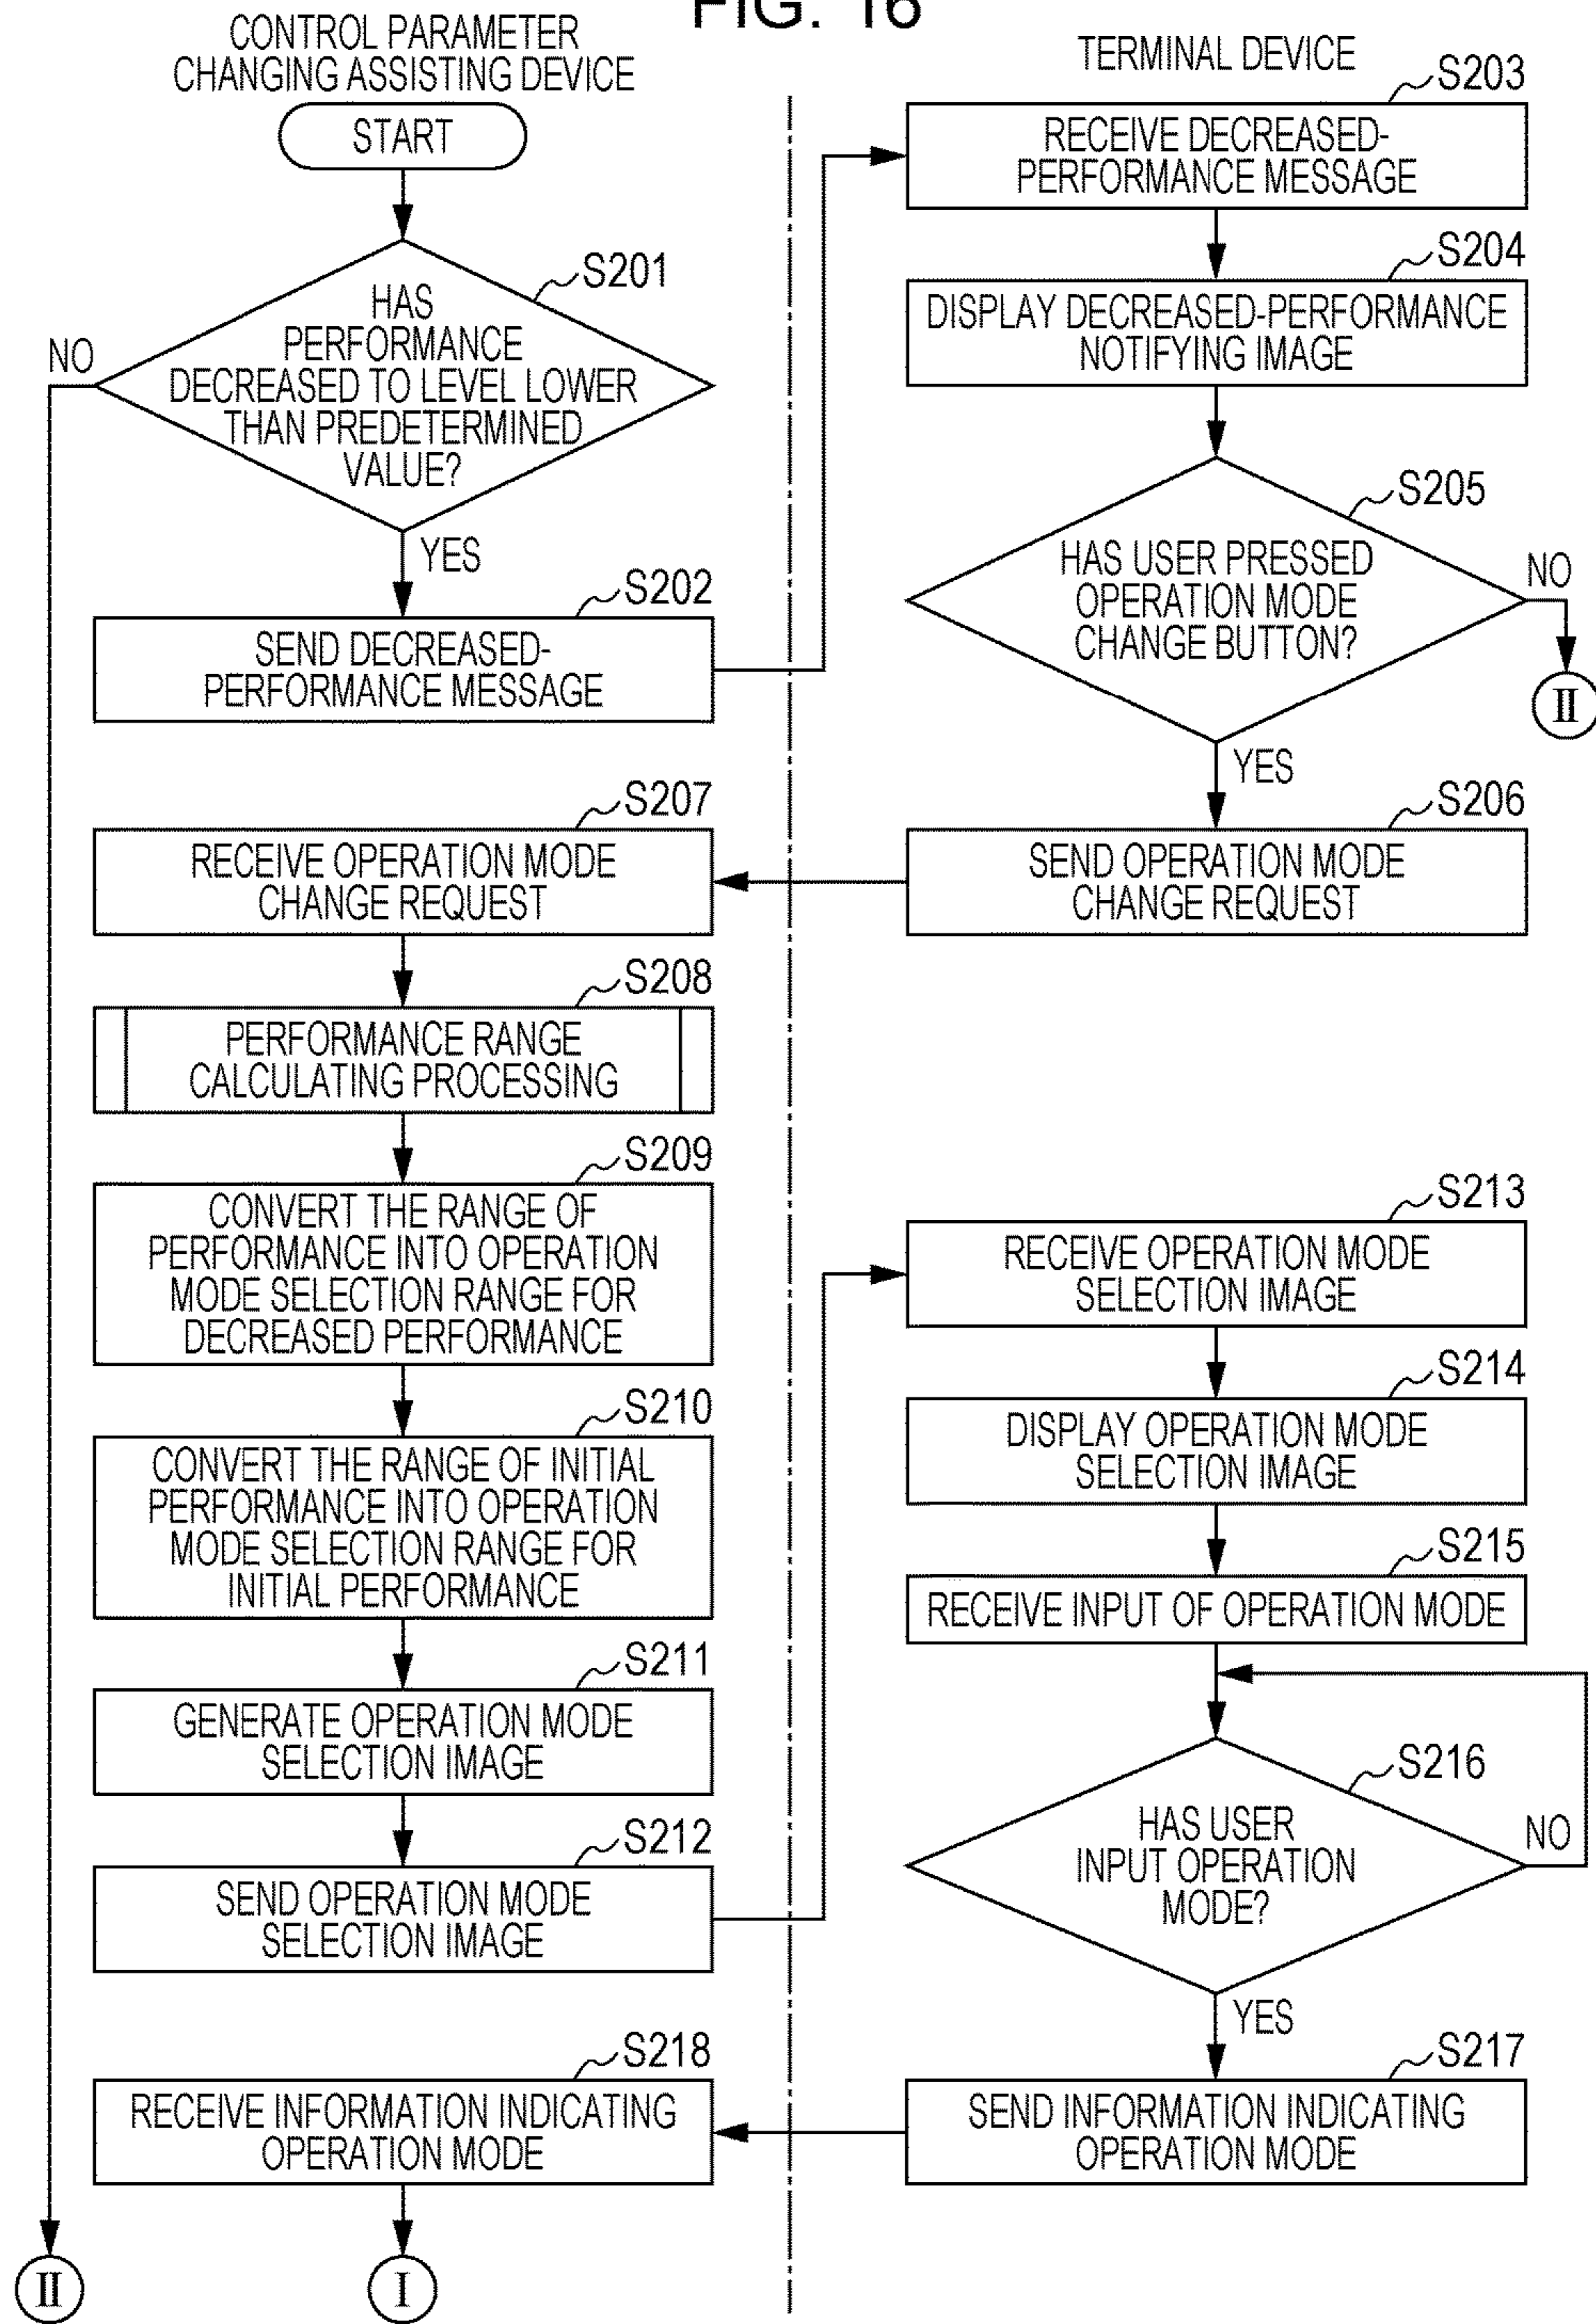 FIG. 16
CONTROL PARAMETER
CHANGING ASSISTING DEVICE
START
S201
HAS
PERFORMANCE
DECREASED TO LEVEL LOWER
THAN PREDETERMINED
VALUE?
NO
YES
S202
SEND DECREASED-
PERFORMANCE MESSAGE
TERMINAL DEVICE
S203
RECEIVE DECREASED-
PERFORMANCE MESSAGE
S204
DISPLAY DECREASED-PERFORMANCE
NOTIFYING IMAGE
S205
HAS USER PRESSED
OPERATION MODE
CHANGE BUTTON?
NO
II
YES
S206
SEND OPERATION MODE
CHANGE REQUEST
S207
RECEIVE OPERATION MODE
CHANGE REQUEST
S208
PERFORMANCE RANGE
CALCULATING PROCESSING
S209
CONVERT THE RANGE OF
PERFORMANCE INTO OPERATION
MODE SELECTION RANGE FOR
DECREASED PERFORMANCE
S210
CONVERT THE RANGE OF INITIAL
PERFORMANCE INTO OPERATION
MODE SELECTION RANGE FOR
INITIAL PERFORMANCE
S211
GENERATE OPERATION MODE
SELECTION IMAGE
S212
SEND OPERATION MODE
SELECTION IMAGE
S213
RECEIVE OPERATION MODE
SELECTION IMAGE
S214
DISPLAY OPERATION MODE
SELECTION IMAGE
S215
RECEIVE INPUT OF OPERATION MODE
S216
HAS USER
INPUT OPERATION
MODE?
NO
YES
S217
SEND INFORMATION INDICATING
OPERATION MODE
S218
RECEIVE INFORMATION INDICATING
OPERATION MODE
II
I